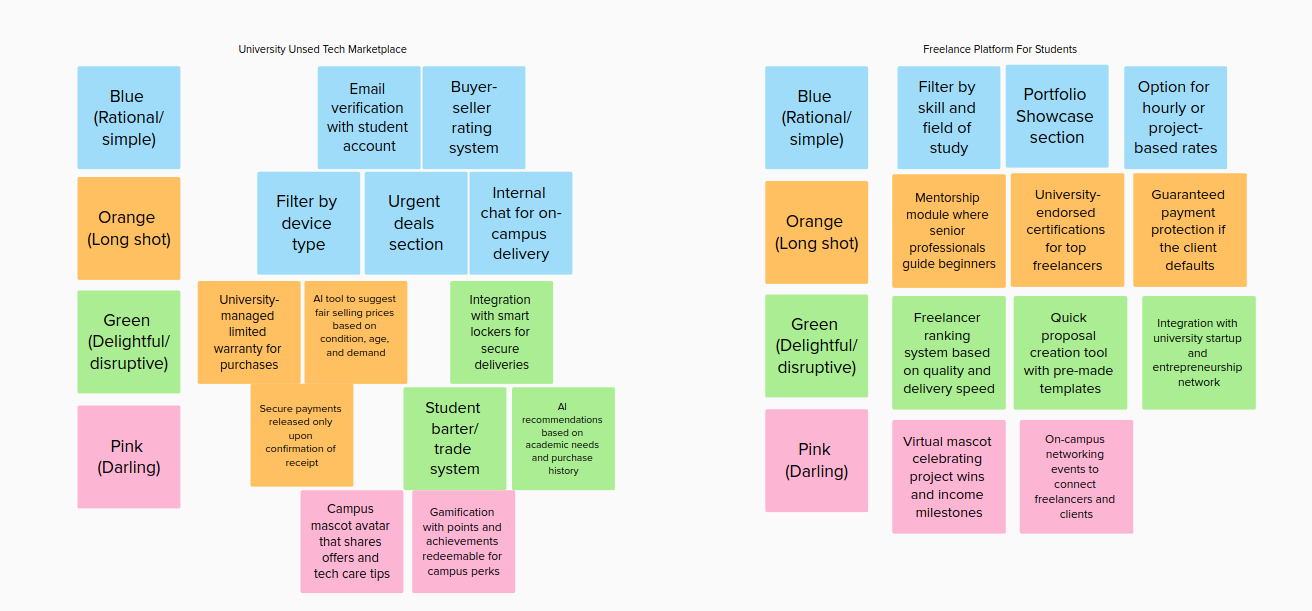 University Unsed Tech Marketplace
Blue
(Rational/
simple)
Email
verification
with student
account
Buyer-
seller
rating
system
Orange
(Long shot)
Filter by
device
type
Urgent
deals
section
Internal
chat for on-
campus
delivery
Green
(Delightful/
disruptive)
University-
managed
limited
warranty for
purchases
AI tool to suggest
fair selling prices
based on
condition, age,
and demand
Integration
with smart
lockers for
secure
deliveries
Pink
(Darling)
Secure payments
released only
upon
confirmation of
receipt
Student
barter/
trade
system
AI
recommendations
based on
academic needs
and purchase
history
Campus
mascot avatar
that shares
offers and
tech care tips
Gamification
with points and
achievements
redeemable for
campus perks
Freelance Platform For Students
Blue
(Rational/
simple)
Filter by
skill and
field of
study
Portfolio
Showcase
section
Option for
hourly or
project-
based rates
Orange
(Long shot)
Mentorship
module where
senior
professionals
guide beginners
University-
endorsed
certifications
for top
freelancers
Guaranteed
payment
protection if
the client
defaults
Green
(Delightful/
disruptive)
Freelancer
ranking
system based
on quality and
delivery speed
Quick
proposal
creation tool
with pre-made
templates
Integration with
university startup
and
entrepreneurship
network
Pink
(Darling)
Virtual mascot
celebrating
project wins
and income
milestones
On-campus
networking
events to
connect
freelancers and
clients